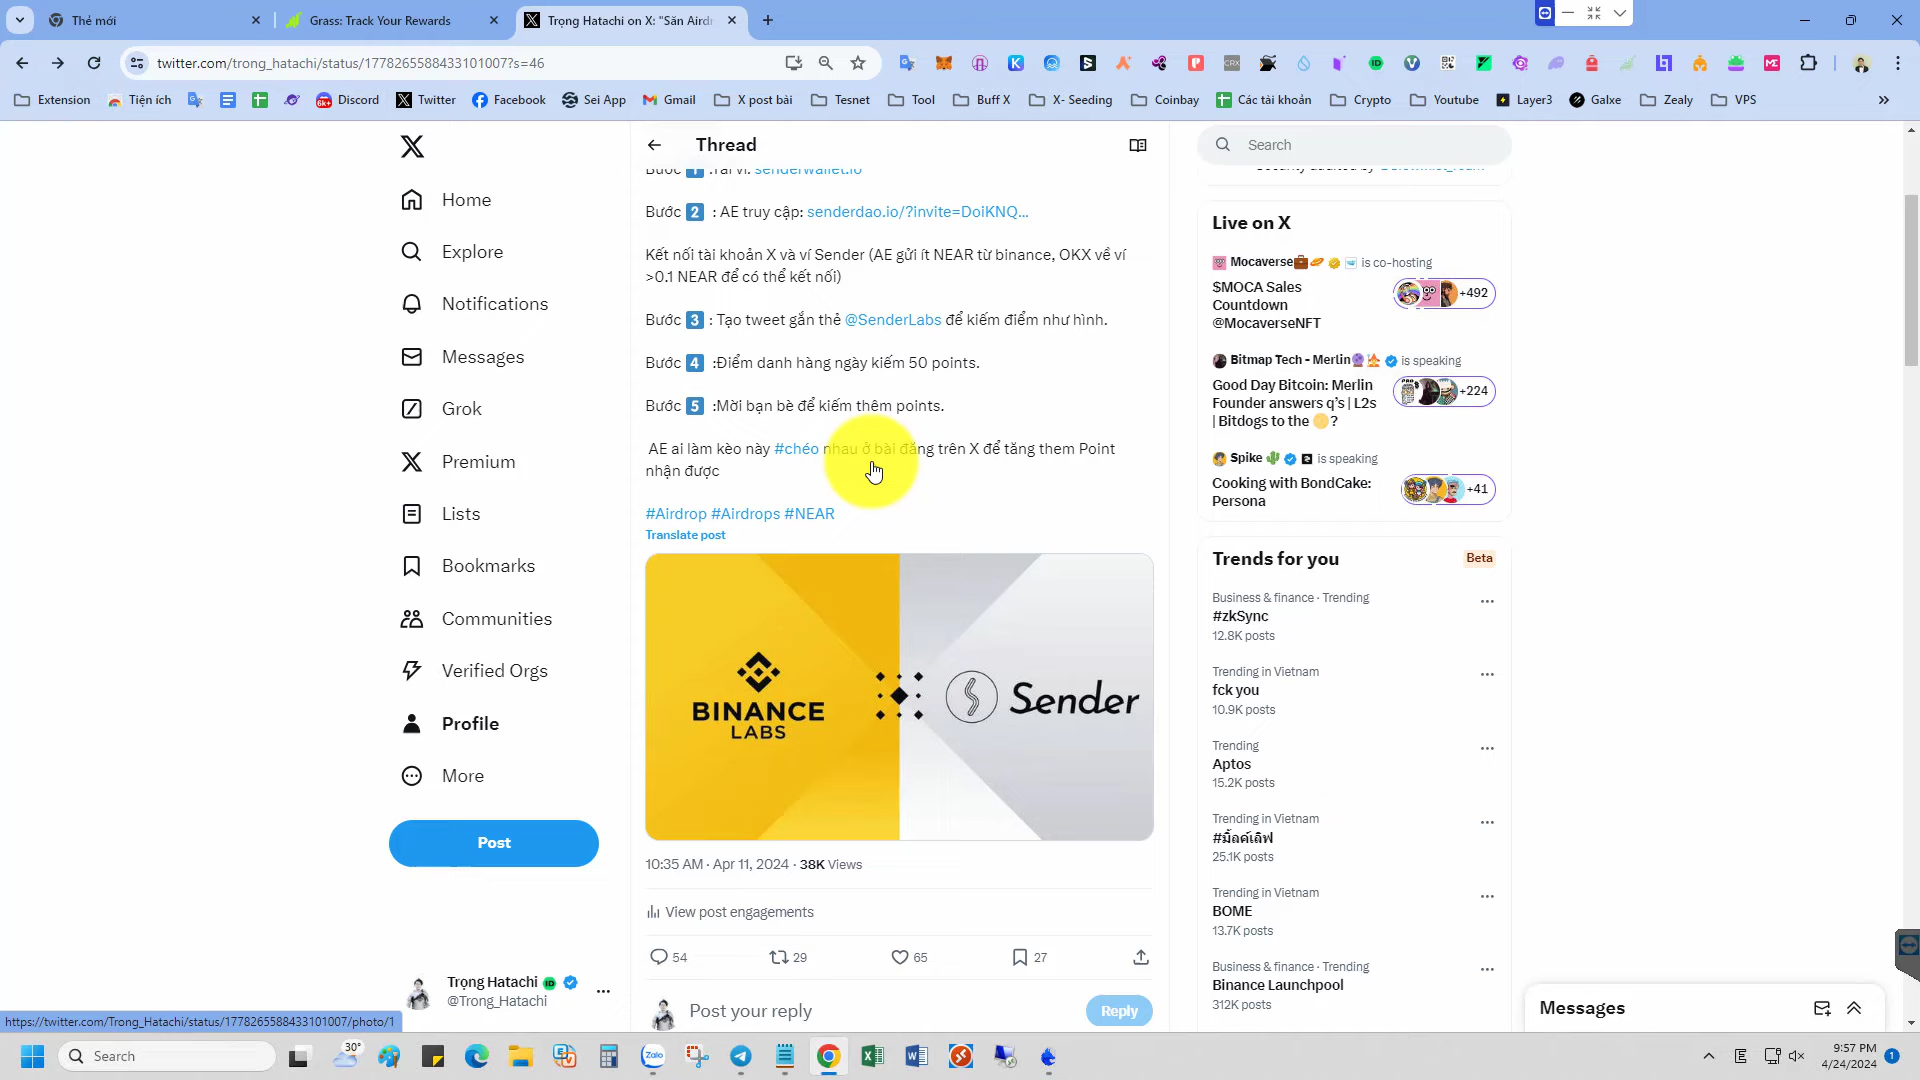 Thẻ mới
Grass: Track Your Rewards
Trọng Hatachi on X: "Săn Airdr
twitter.com/trong_hatachi/status/1778265588433101007?s=46
Extension
Tiện ích
Discord
Twitter
Facebook
Sei App
Gmail
X post bài
Tesnet
Tool
Buff X
X- Seeding
Coinbay
Các tài khoản
Crypto
Youtube
Layer3
Galxe
Zealy
VPS
Home
Explore
Notifications
Messages
Grok
Premium
Lists
Bookmarks
Communities
Verified Orgs
Profile
More
Post
Trọng Hatachi
@Trong_Hatachi
Thread
Bước 1 :Tải ví: senderwallet.io
Bước 2 : AE truy cập: senderdao.io/?invite=DoiKNQ...
Kết nối tài khoản X và ví Sender (AE gửi ít NEAR từ binance, OKX về ví
>0.1 NEAR để có thể kết nối)
Bước 3 : Tạo tweet gắn thẻ @SenderLabs để kiếm điểm như hình.
Bước 4 :Điểm danh hàng ngày kiếm 50 points.
Bước 5 :Mời bạn bè để kiếm thêm points.
AE ai làm kèo này #chéo nhau ở bài đăng trên X để tăng them Point
nhận được
#Airdrop #Airdrops #NEAR
Translate post
BINANCE
LABS
Sender
10:35 AM · Apr 11, 2024 · 38K Views
View post engagements
54
29
65
27
Post your reply
Reply
Search
Live on X
Mocaverse is co-hosting
$MOCA Sales
Countdown
@MocaverseNFT
+492
Bitmap Tech - Merlin is speaking
Good Day Bitcoin: Merlin
Founder answers q's | L2s
| Bitdogs to the ?
+224
Spike is speaking
Cooking with BondCake:
Persona
+41
Trends for you
Beta
Business & finance · Trending
#zkSync
12.8K posts
Trending in Vietnam
fck you
10.9K posts
Trending
Aptos
15.2K posts
Trending in Vietnam
#มิ้ลค์เลิฟ
25.1K posts
Trending in Vietnam
BOME
13.7K posts
Business & finance · Trending
Binance Launchpool
312K posts
Messages
https://twitter.com/Trong_Hatachi/status/1778265588433101007/photo/1
Search
30°
Zalo
9:57 PM
4/24/2024
1